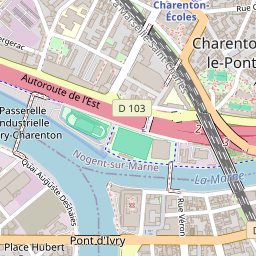 Charenton-
Écoles
Rue
Charenton-
le-Pont
ergerac
Autoroute de l'Est
D 103
Passerelle
ndustrielle
ry-Charenton
Nogent-sur-Marne
La Marne
Quai Auguste Deshaies
Rue Véron
Place Hubert
Pont d'Ivry